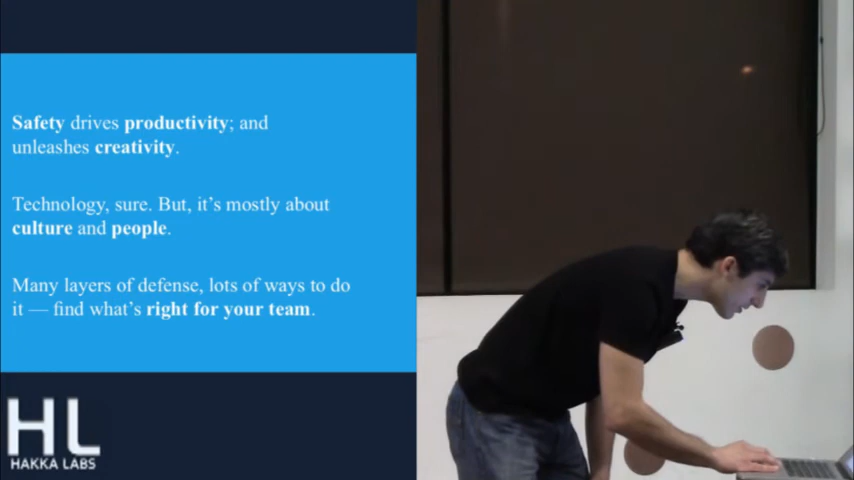 Safety drives productivity; and
unleashes creativity.
Technology, sure. But, it’s mostly about
culture and people.
Many layers of defense, lots of ways to do
it — find what’s right for your team.
HL
HAKKA LABS